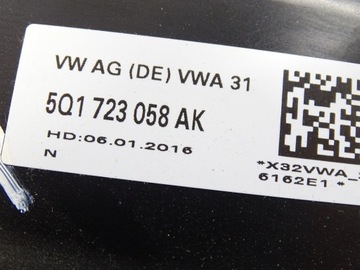 VW AG (DE) VWA 31
5Q1 723 058 AK
HD:06.01.2016
N
*X32VWA_
6162E1 *